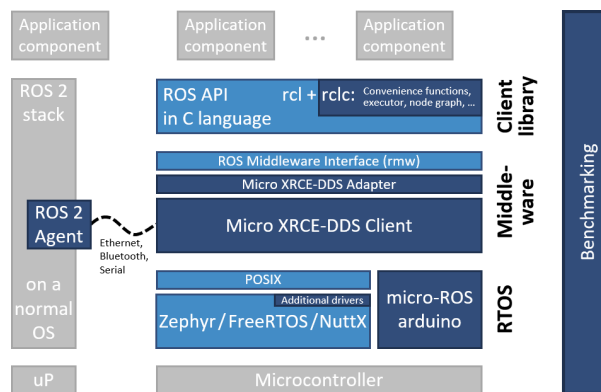 Application
component
Application
component
...
Application
component
ROS 2
stack
ROS API
in C language
rcl + rclc:
Convenience functions,
executor, node graph, ...
Client
library
ROS Middleware Interface (rmw)
Micro XRCE-DDS Adapter
Micro XRCE-DDS Client
Middle-
ware
ROS 2
Agent
Ethernet,
Bluetooth,
Serial
on a
normal
OS
POSIX
Additional drivers
Zephyr/FreeRTOS/NuttX
micro-ROS
arduino
RTOS
uP
Microcontroller
Benchmarking